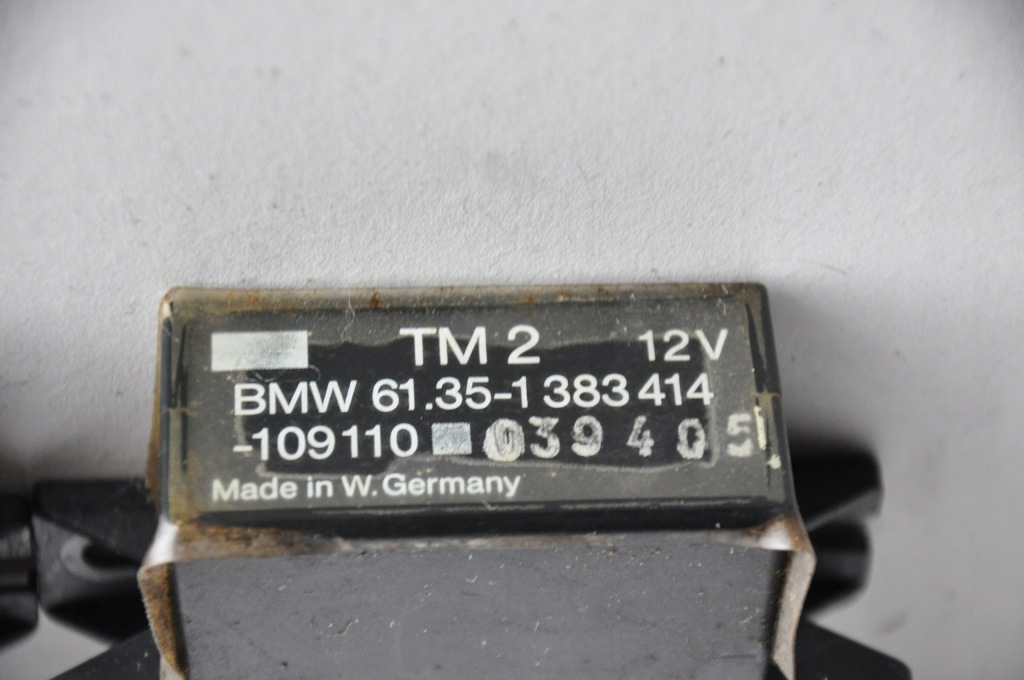 TM 2 12V
BMW 61.35-1 383 414
-109110 039405
Made in W. Germany